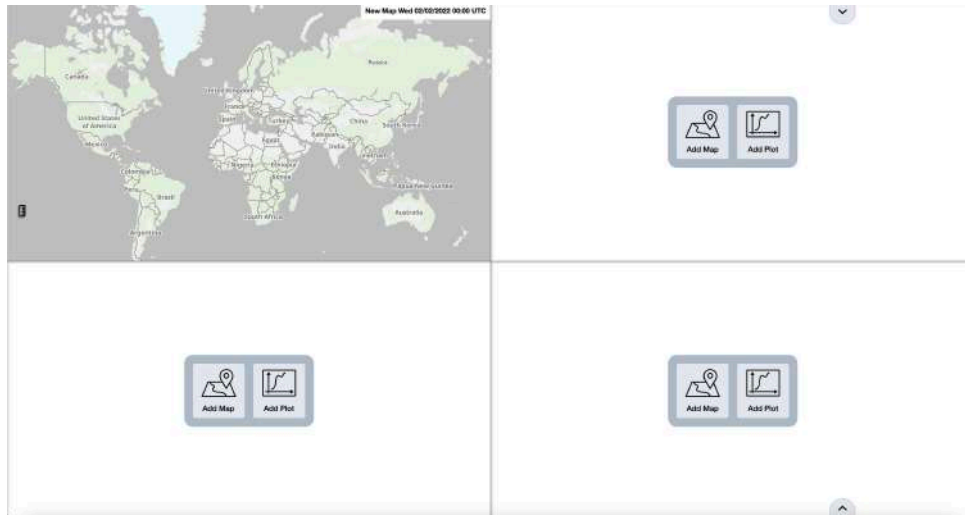 New Map Wed 02/02/2022 00:00 UTC
Russia
Canada
United Kingdom
France
United States
of America
Spain
Turkey
China
South Korea
Mexico
Egypt
Pakistan
India
Vietnam
Nigeria
Ethiopia
Colombia
Kenya
Peru
Papua New Guinea
Brazil
South Africa
Australia
Argentina
Add Map
Add Plot
Add Map
Add Plot
Add Map
Add Plot